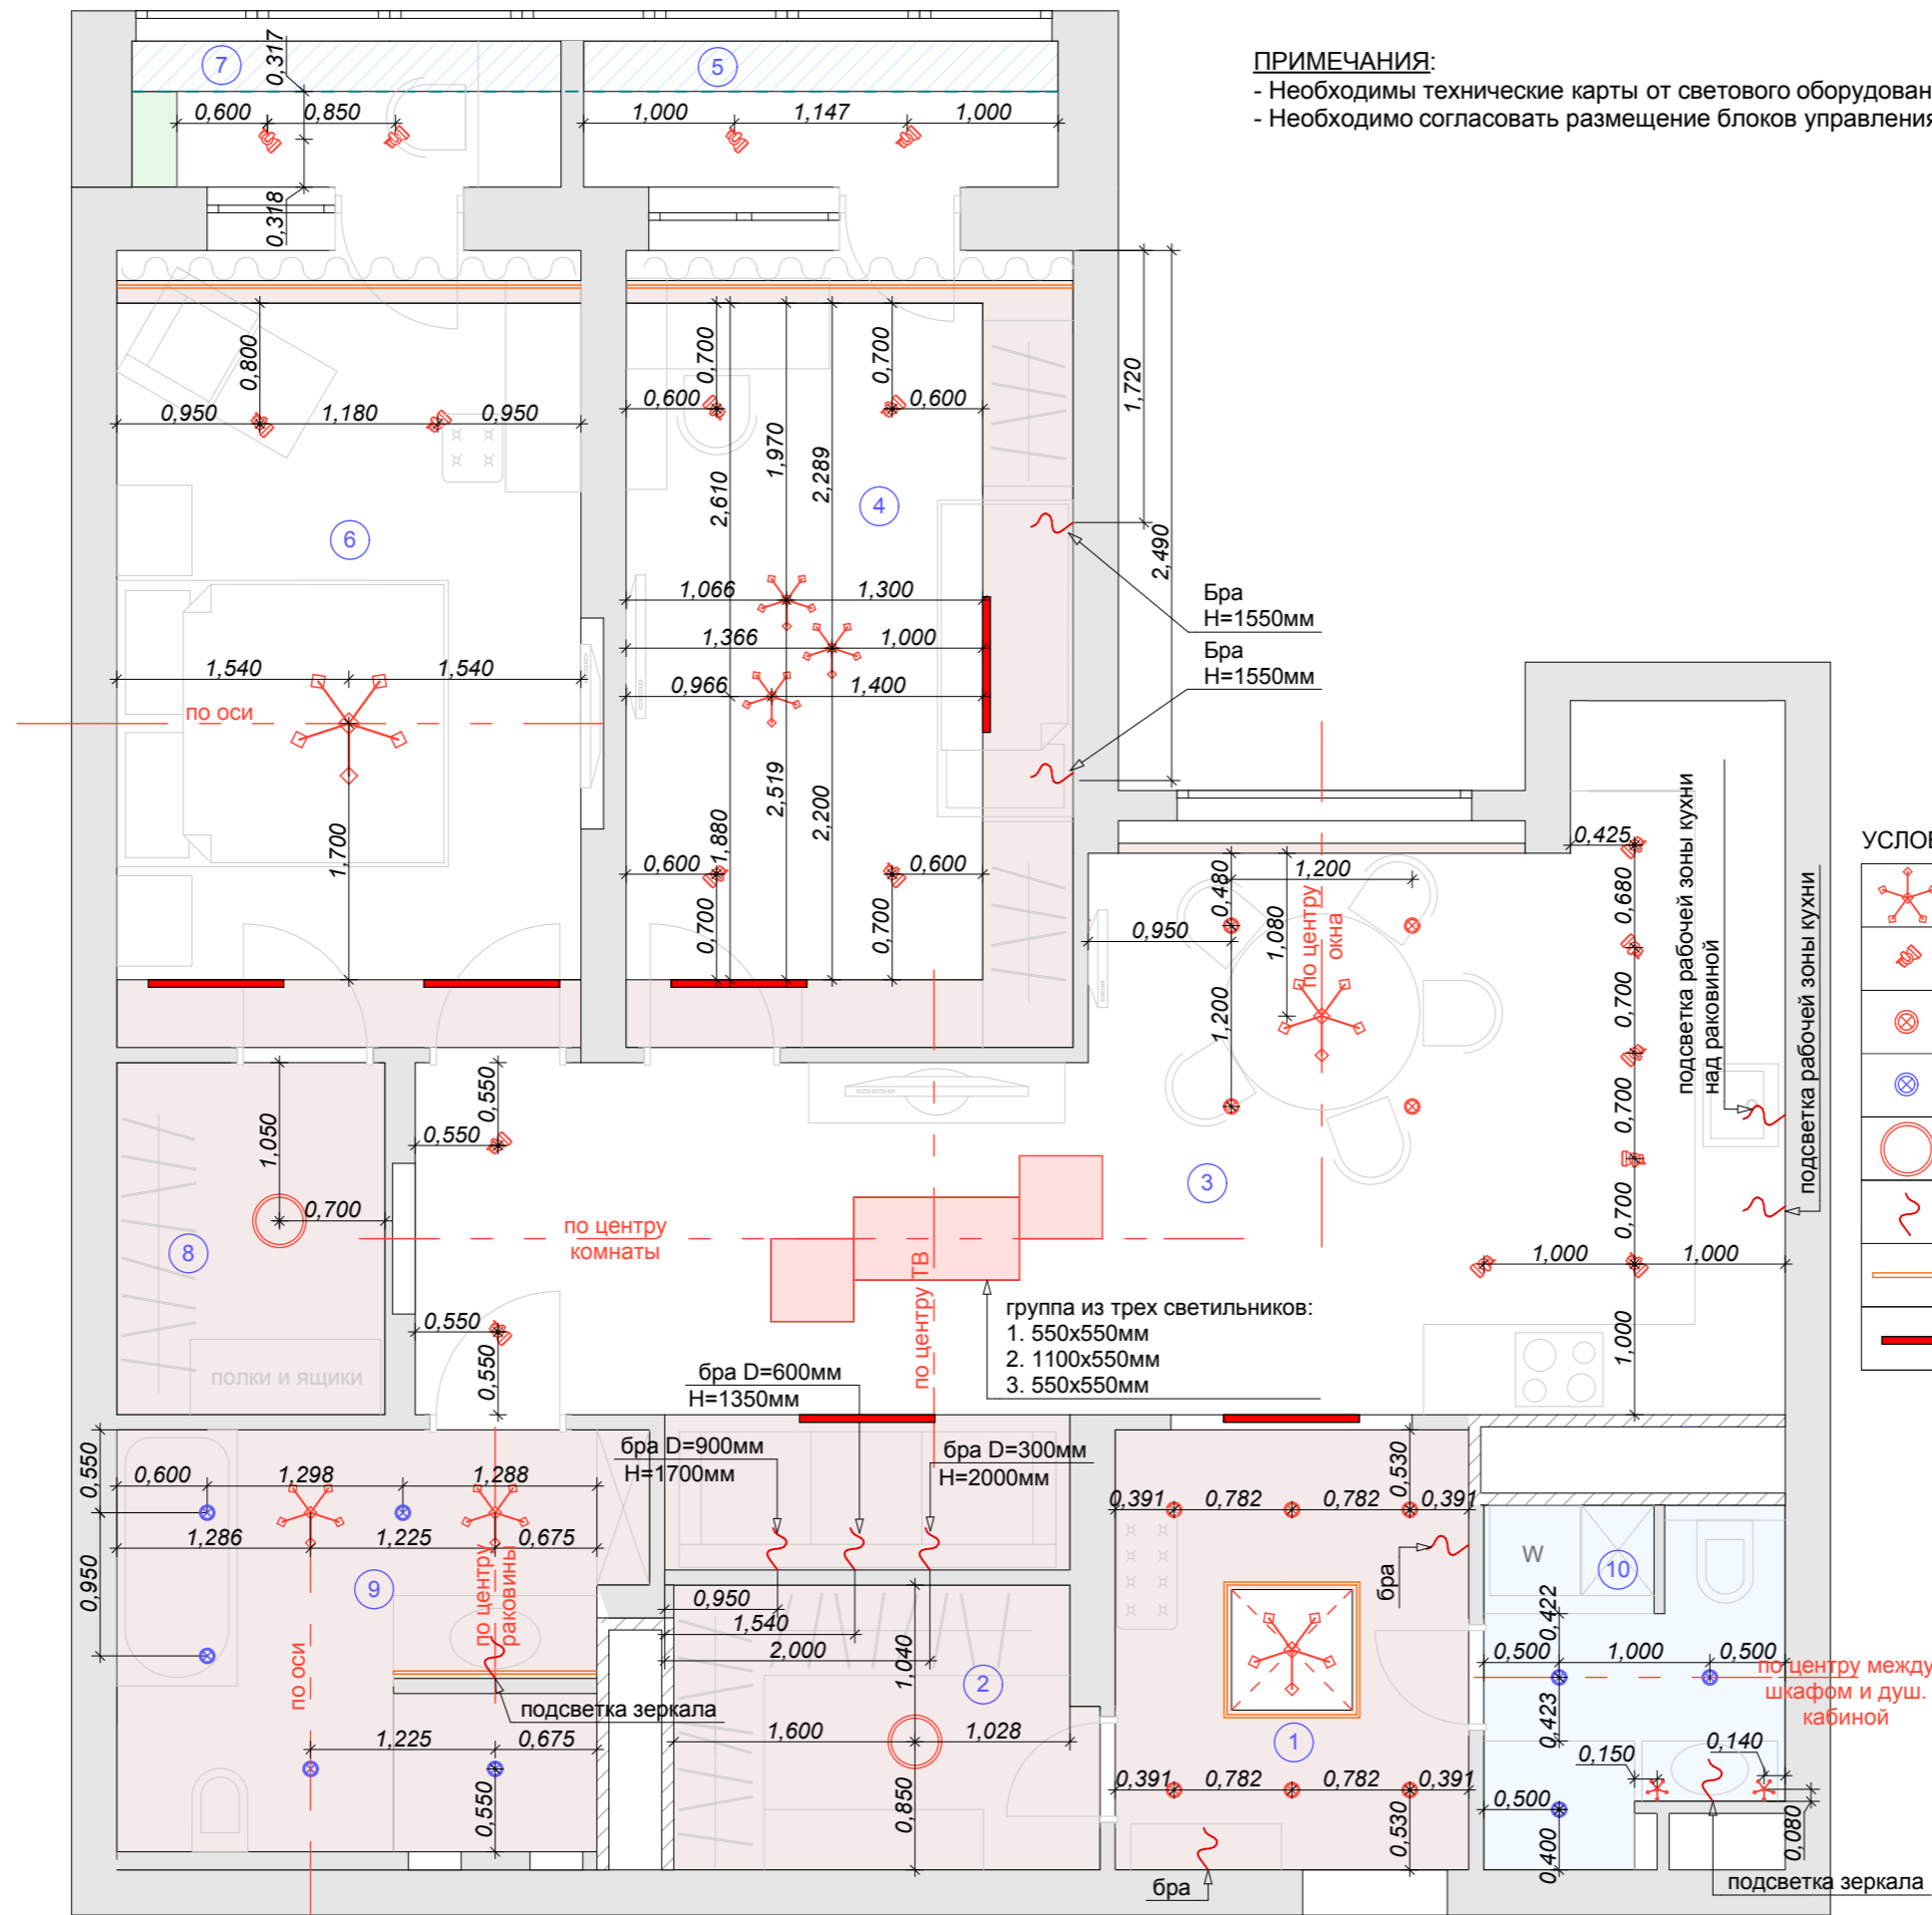 ПРИМЕЧАНИЯ:
- Необходимы технические карты от светового оборудован
- Необходимо согласовать размещение блоков управления
7
5
0,317
0,600
0,850
1,000
1,147
1,000
0,318
0,800
0,950
1,180
0,950
6
1,540
1,540
по оси
1,700
0,700
0,700
0,600
0,600
1,970
2,289
2,610
4
1,066
1,300
1,366
1,000
0,966
1,400
2,519
2,200
1,880
0,600
0,600
0,700
0,700
1,720
2,490
Бра
H=1550мм
Бра
H=1550мм
УСЛО
0,425
0,680
0,700
0,700
0,700
1,000
1,000
1,000
подсветка рабочей зоны кухни
над раковиной
подсветка рабочей зоны кухни
0,480
1,200
1,080
0,950
1,200
по центру
окна
3
1,050
0,700
8
полки и ящики
0,550
0,550
0,550
0,550
по центру
комнаты
по центру ТВ
группа из трех светильников:
1. 550х550мм
2. 1100х550мм
3. 550х550мм
бра D=600мм
H=1350мм
бра D=900мм
H=1700мм
бра D=300мм
H=2000мм
0,550
0,600
1,298
1,288
1,286
1,225
0,675
0,950
9
по центру
раковины
по оси
подсветка зеркала
1,225
0,675
0,550
0,950
1,540
2,000
1,040
2
1,600
1,028
0,850
0,530
0,391
0,782
0,782
0,391
бра
1
0,391
0,782
0,782
0,391
0,530
бра
W
10
0,422
0,500
1,000
0,500
по центру между
шкафом и душ.
кабиной
0,423
0,150
0,140
0,500
0,400
0,080
подсветка зеркала